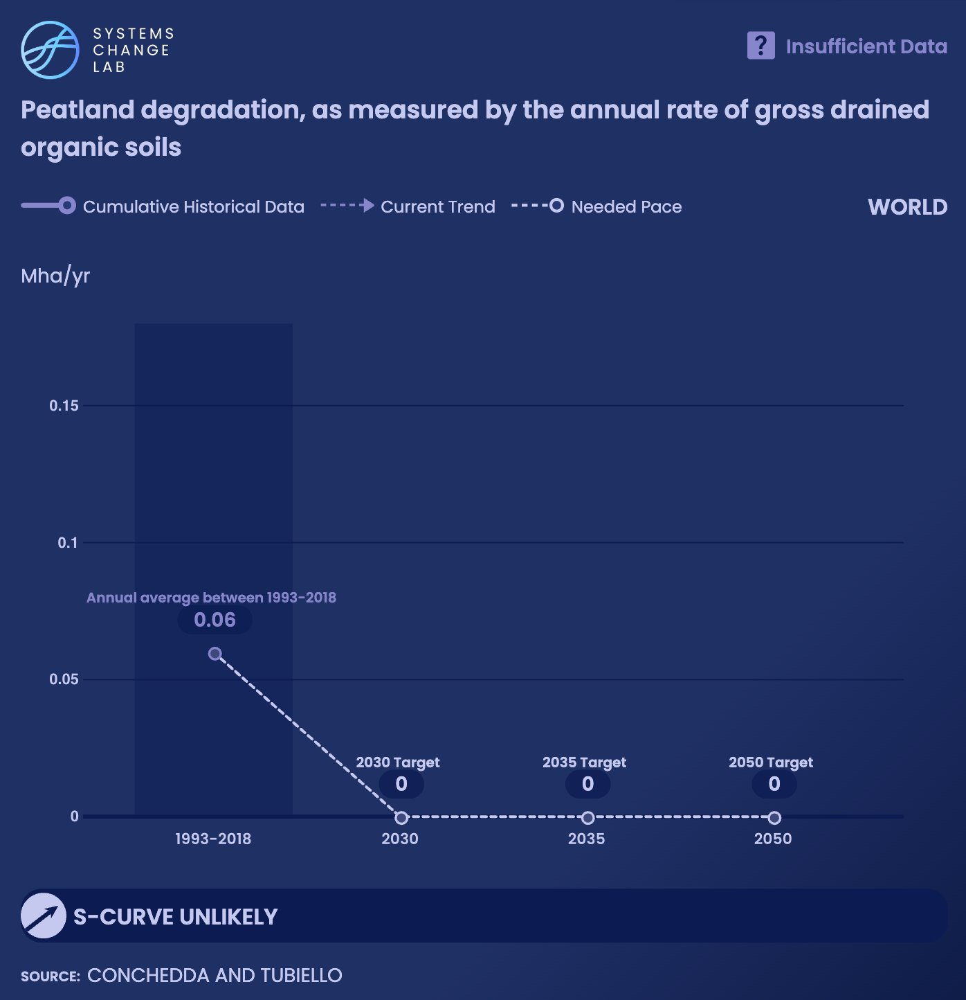 SYSTEMS
CHANGE
LAB
? Insufficient Data
Peatland degradation, as measured by the annual rate of gross drained
organic soils
Cumulative Historical Data Current Trend Needed Pace WORLD
Mha/yr
0.15
0.1
Annual average between 1993-2018
0.06
0.05
2030 Target 2035 Target 2050 Target
0 0 0
0
1993-2018 2030 2035 2050
S-CURVE UNLIKELY
SOURCE: CONCHEDDA AND TUBIELLO